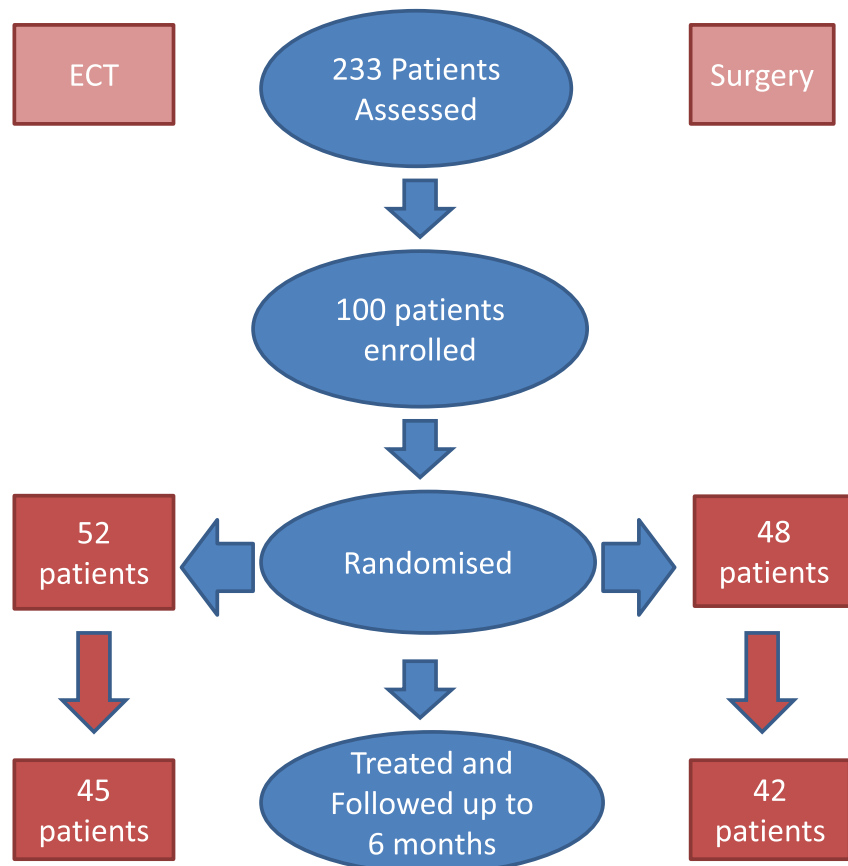 ECT
233 Patients
Assessed
Surgery
100 patients
enrolled
52
patients
Randomised
48
patients
45
patients
Treated and
Followed up to
6 months
42
patients